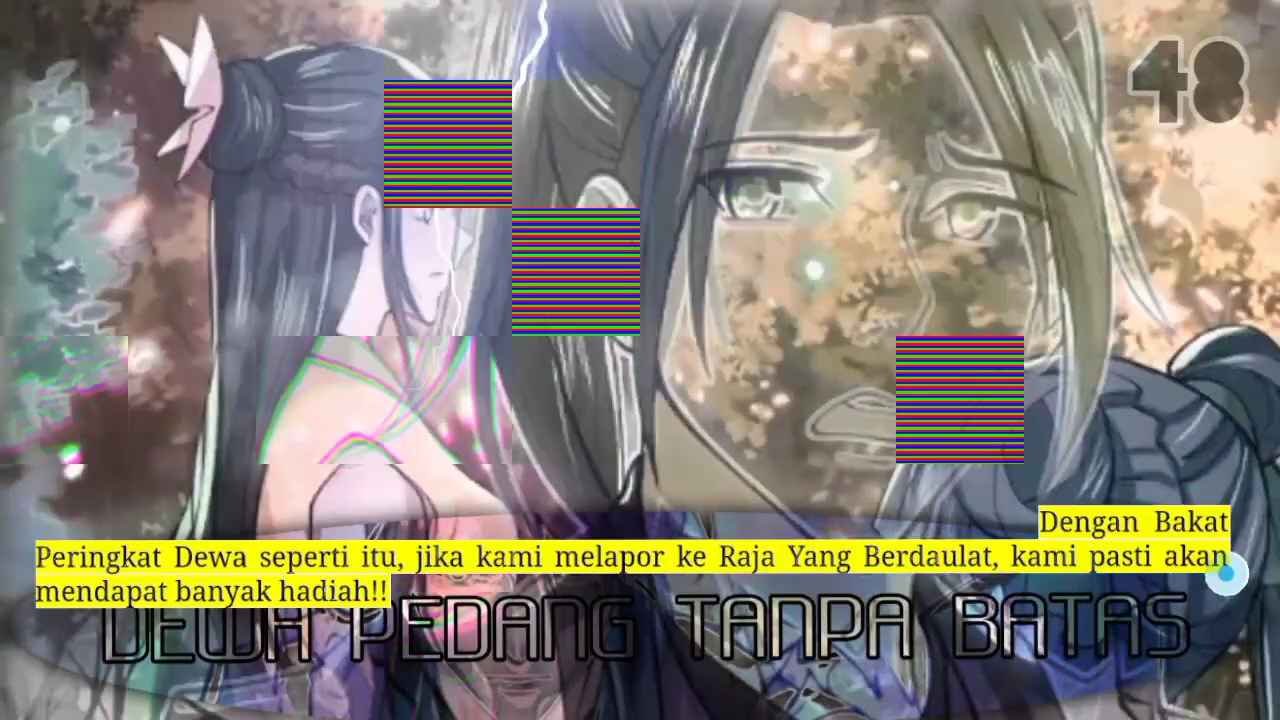 48
Dengan Bakat
Peringkat Dewa seperti itu, jika kami melapor ke Raja Yang Berdaulat, kami pasti akan
mendapat banyak hadiah!!
DEWA PEDANG TANPA BATAS